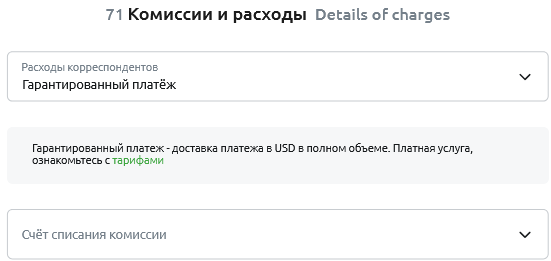 71 Комиссии и расходы Details of charges
Расходы корреспондентов
Гарантированный платёж
Гарантированный платеж - доставка платежа в USD в полном объеме. Платная услуга,
ознакомьтесь с тарифами
Счёт списания комиссии